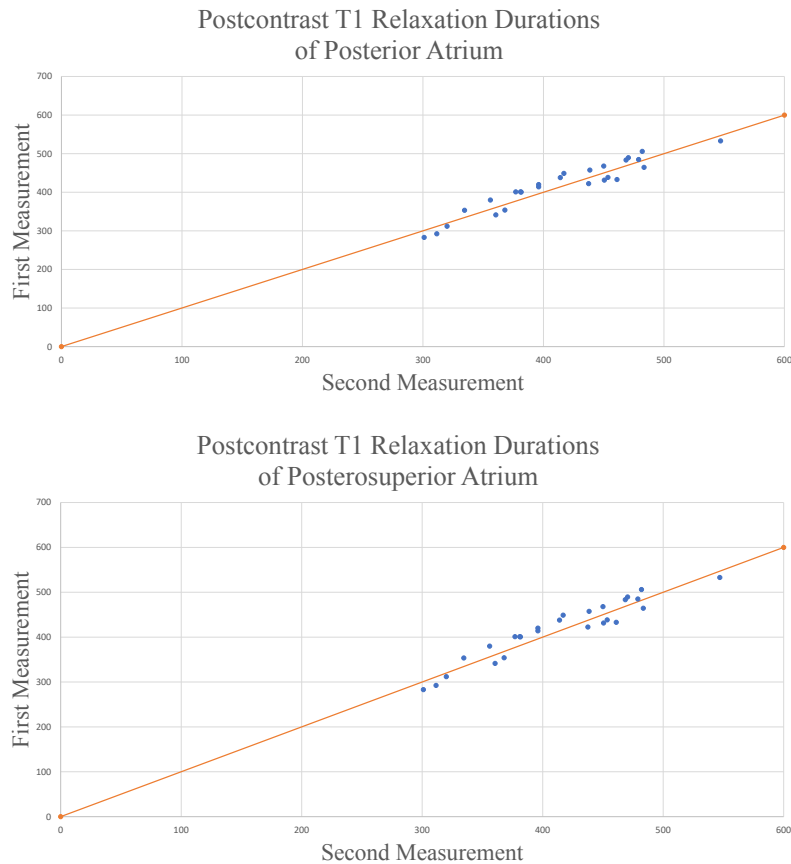 Postcontrast T1 Relaxation Durations
of Posterior Atrium
First Measurement
700
600
500
400
300
200
100
0
0 100 200 300 400 500 600
Second Measurement
Postcontrast T1 Relaxation Durations
of Posterosuperior Atrium
First Measurement
700
600
500
400
300
200
100
0
0 100 200 300 400 500 600
Second Measurement